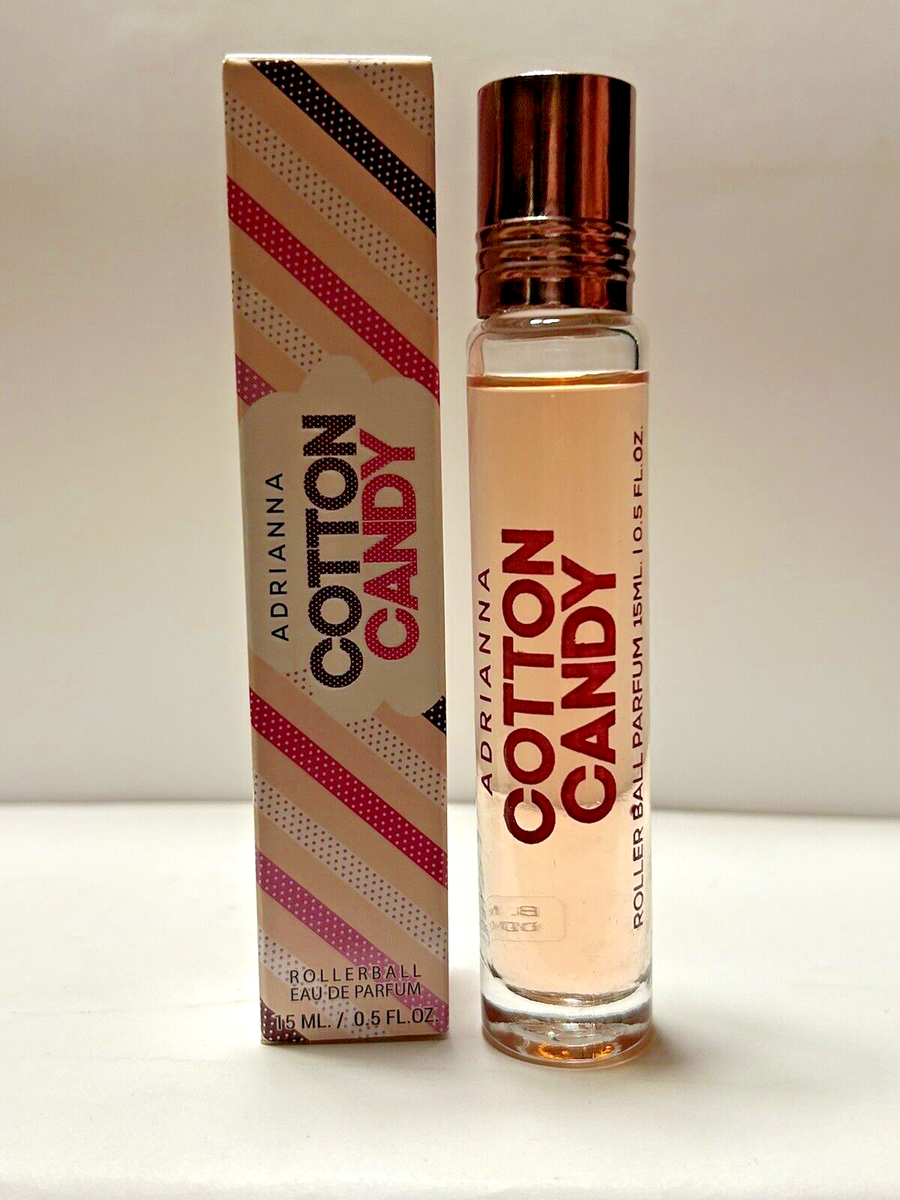 ADRIANNA
COTTON
CANDY
ROLLERBALL
EAU DE PARFUM
15 ML. / 0.5 FL.OZ.
ADRIANNA
COTTON
CANDY
ROLLER BALL PARFUM 15ML. | 0.5 FL.OZ.